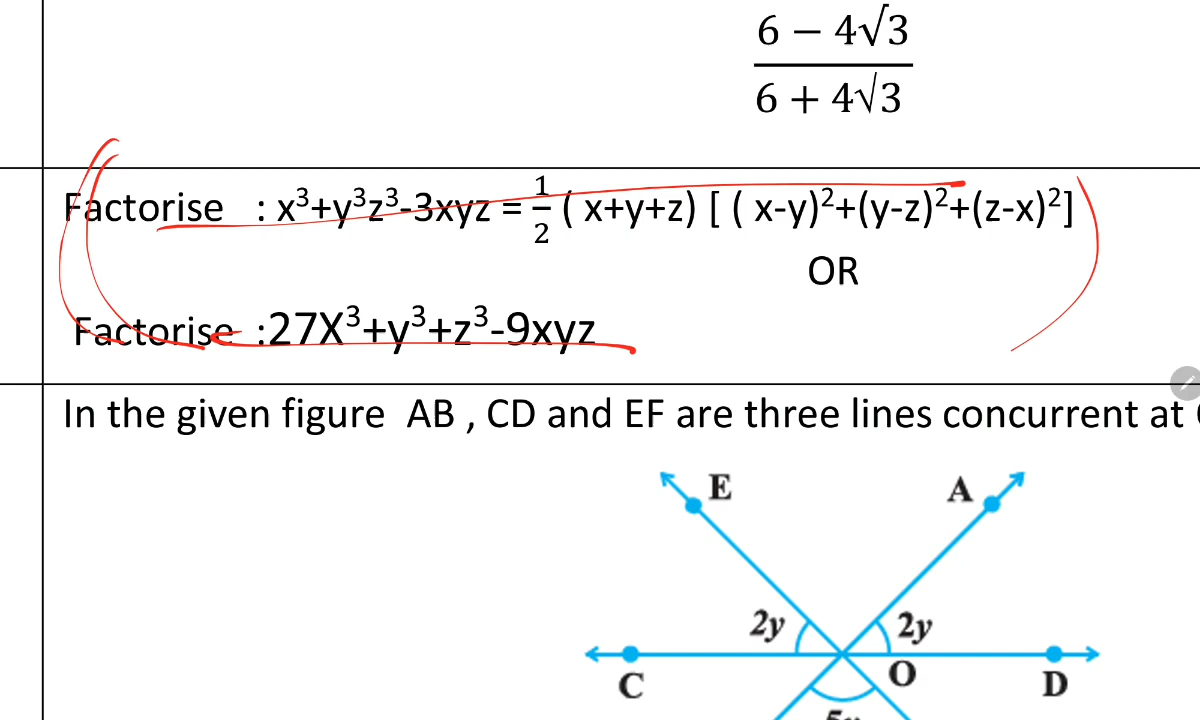 6 − 4√3
6 + 4√3
Factorise : x³+y³z³-3xyz = 1/2 ( x+y+z) [ ( x-y)²+(y-z)²+(z-x)²]
OR
Factorise :27X³+y³+z³-9xyz
In the given figure AB , CD and EF are three lines concurrent at
E A
2y 2y
C O D